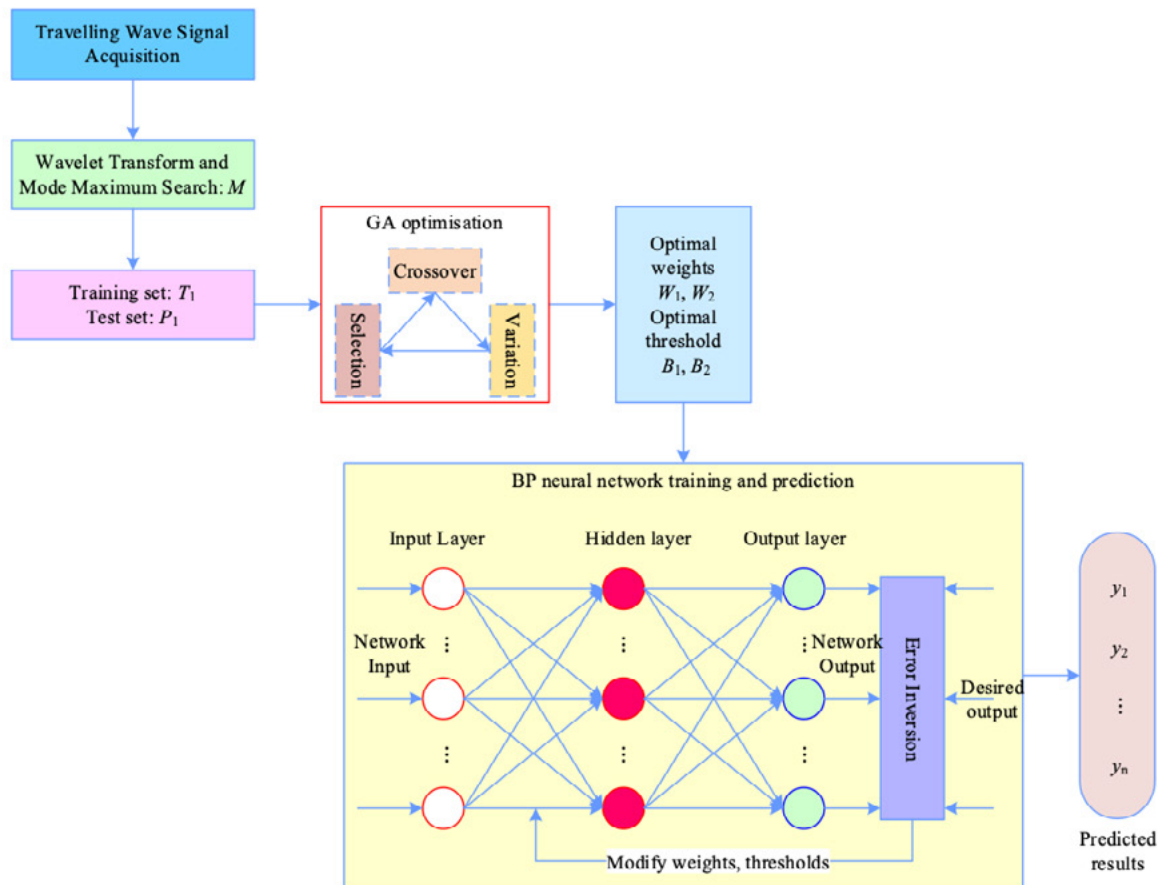 Travelling Wave Signal
Acquisition
Wavelet Transform and
Mode Maximum Search: M
Training set: T₁
Test set: P₁
GA optimisation
Crossover
Selection
Variation
Optimal
weights
W₁, W₂
Optimal
threshold
B₁, B₂
BP neural network training and prediction
Input Layer
Hidden layer
Output layer
Network
Input
⋮
⋮
⋮
⋮
⋮
⋮
Network
Output
Error Inversion
Desired
output
Modify weights, thresholds
y₁
y₂
⋮
yₙ
Predicted
results